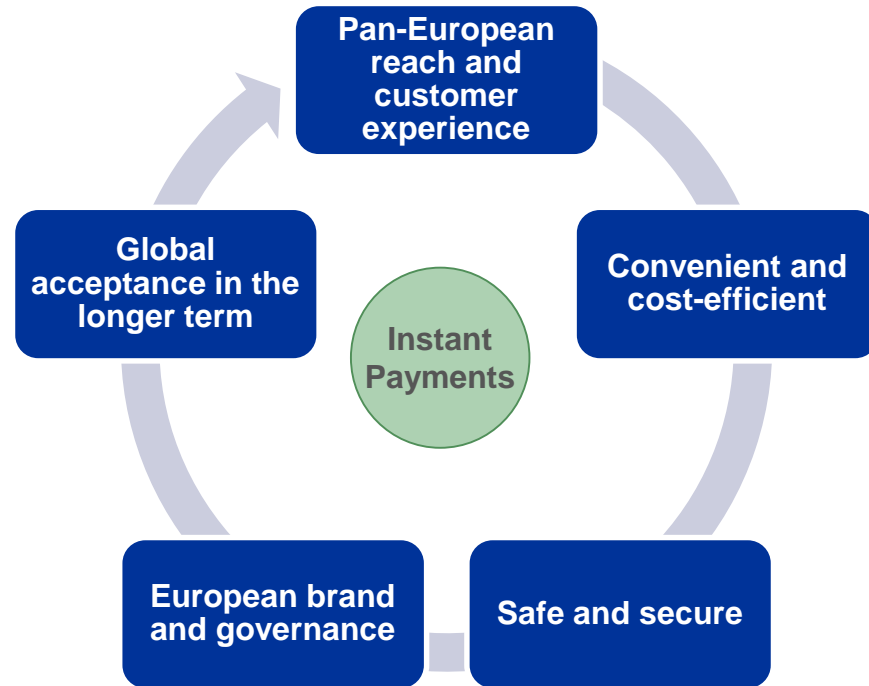 Pan-European
reach and
customer
experience
Global
acceptance in the
longer term
Convenient and
cost-efficient
Instant
Payments
European brand
and governance
Safe and secure